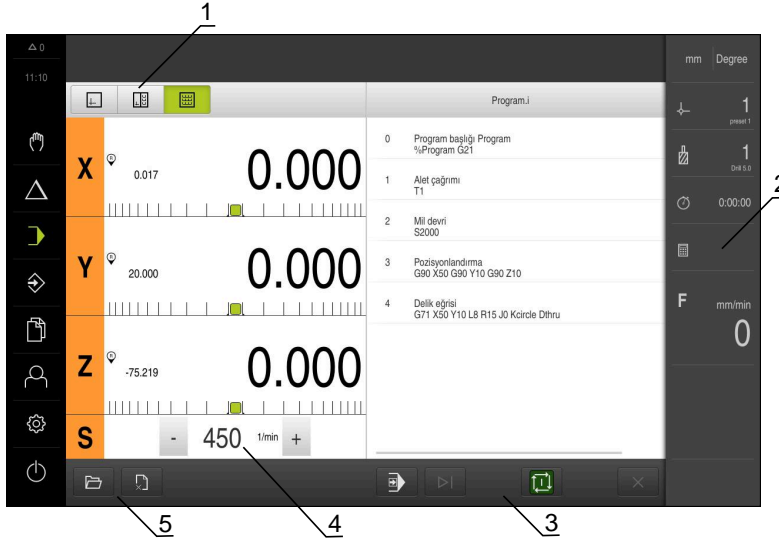 1
0
11:10
mm Degree
Program.i
1
preset 1
1
Drill 5.0
0:00:00
2
F mm/min
0
X R 0.017 0.000
Y R 20.000 0.000
Z R -75.219 0.000
S - 450 1/min +
0 Program başlığı Program
%Program G21
1 Alet çağrımı
T1
2 Mil devri
S2000
3 Pozisyonlandırma
G90 X50 G90 Y10 G90 Z10
4 Delik eğrisi
G71 X50 Y10 L8 R15 J0 Kcircle Dthru
5
4
3